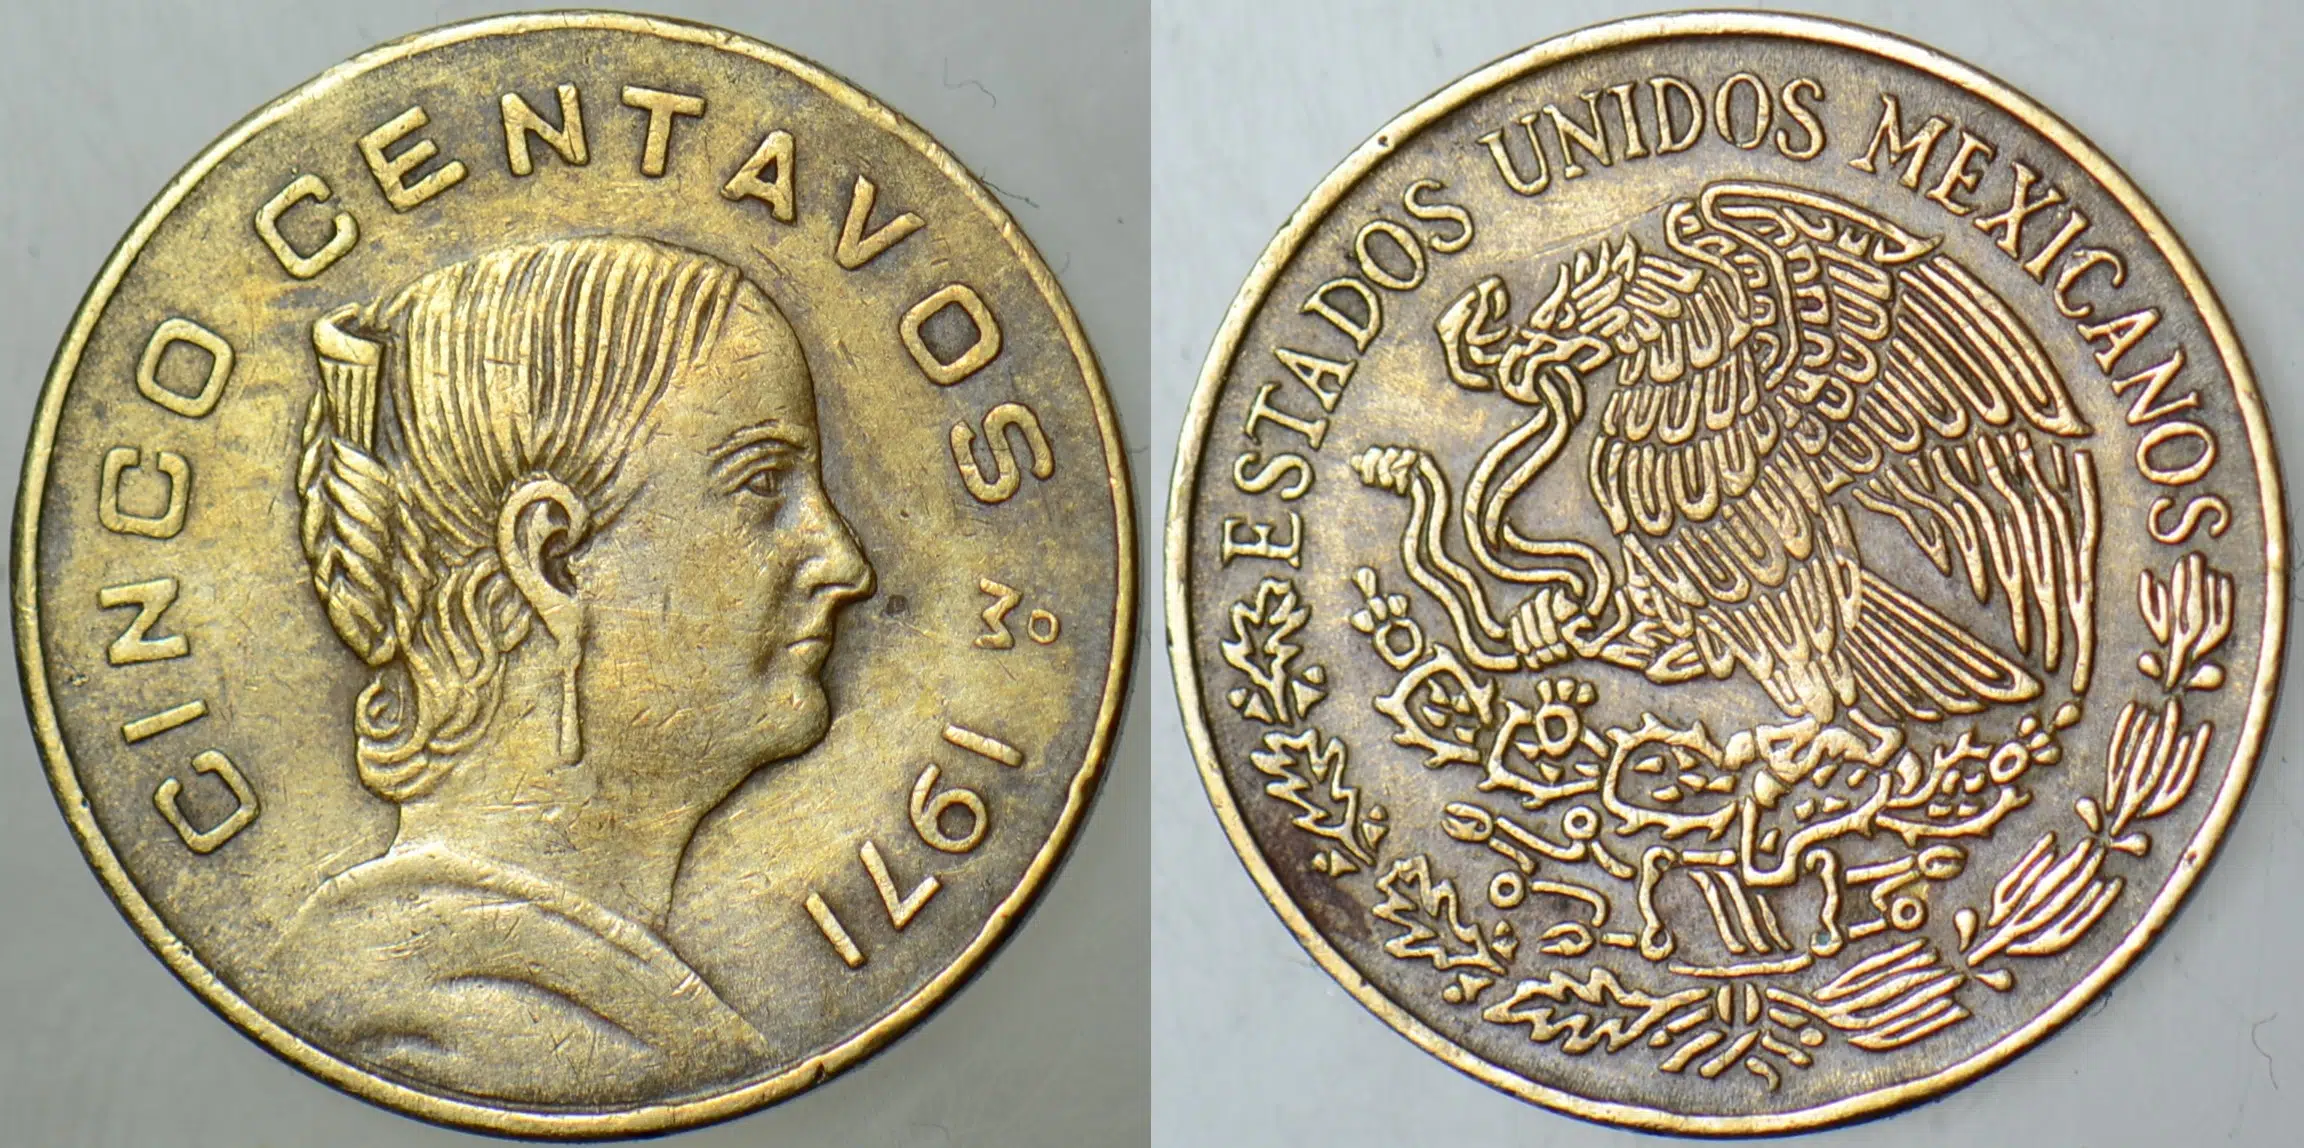 CINCO CENTAVOS
Mo
1971
ESTADOS UNIDOS MEXICANOS